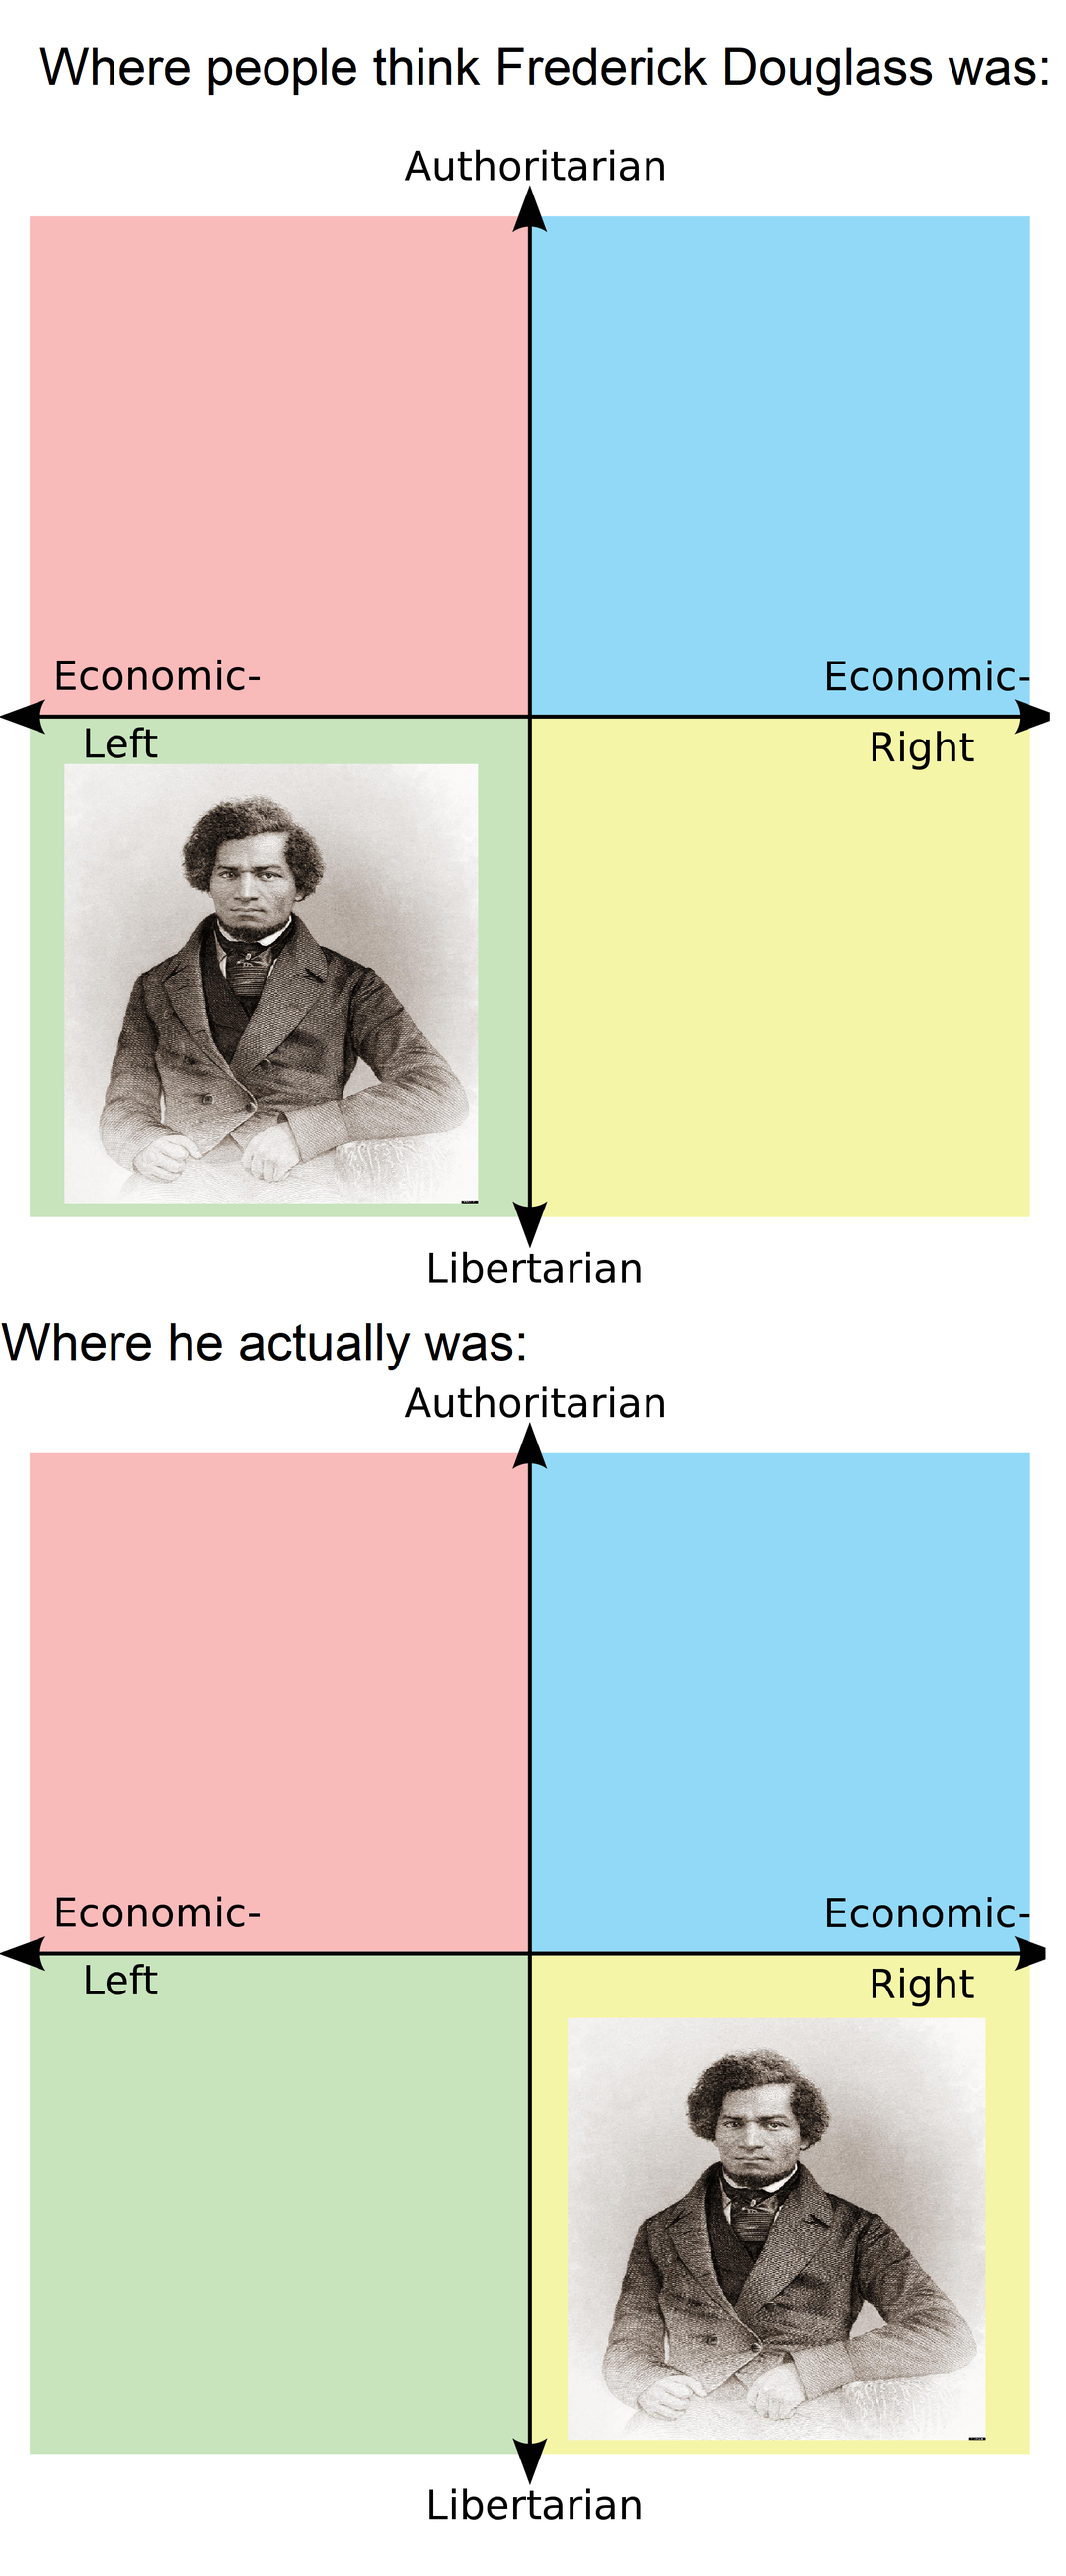 Where people think Frederick Douglass was:
Authoritarian
Economic-
Economic-
Left
Right
Libertarian
Where he actually was:
Authoritarian
Economic-
Economic-
Left
Right
Libertarian